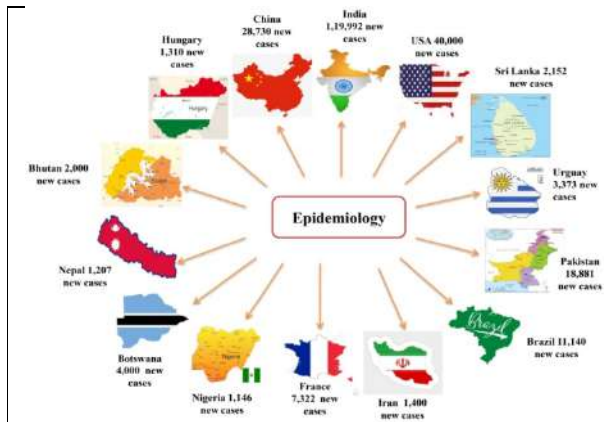 China
28,730 new
cases
India
1,19,992 new
cases
USA 40,000
new cases
Sri Lanka 2,152
new cases
Urguay
3,373 new
cases
Pakistan
18,881
new cases
Brazil
Brazil 11,140
new cases
Iran 1,400
new cases
France
7,322 new
cases
Nigeria
Nigeria 1,146
new cases
Botswana
4,000 new
cases
Nepal 1,207
new cases
Bhutan 2,000
new cases
Hungary
1,310 new
cases
Hungary
Epidemiology